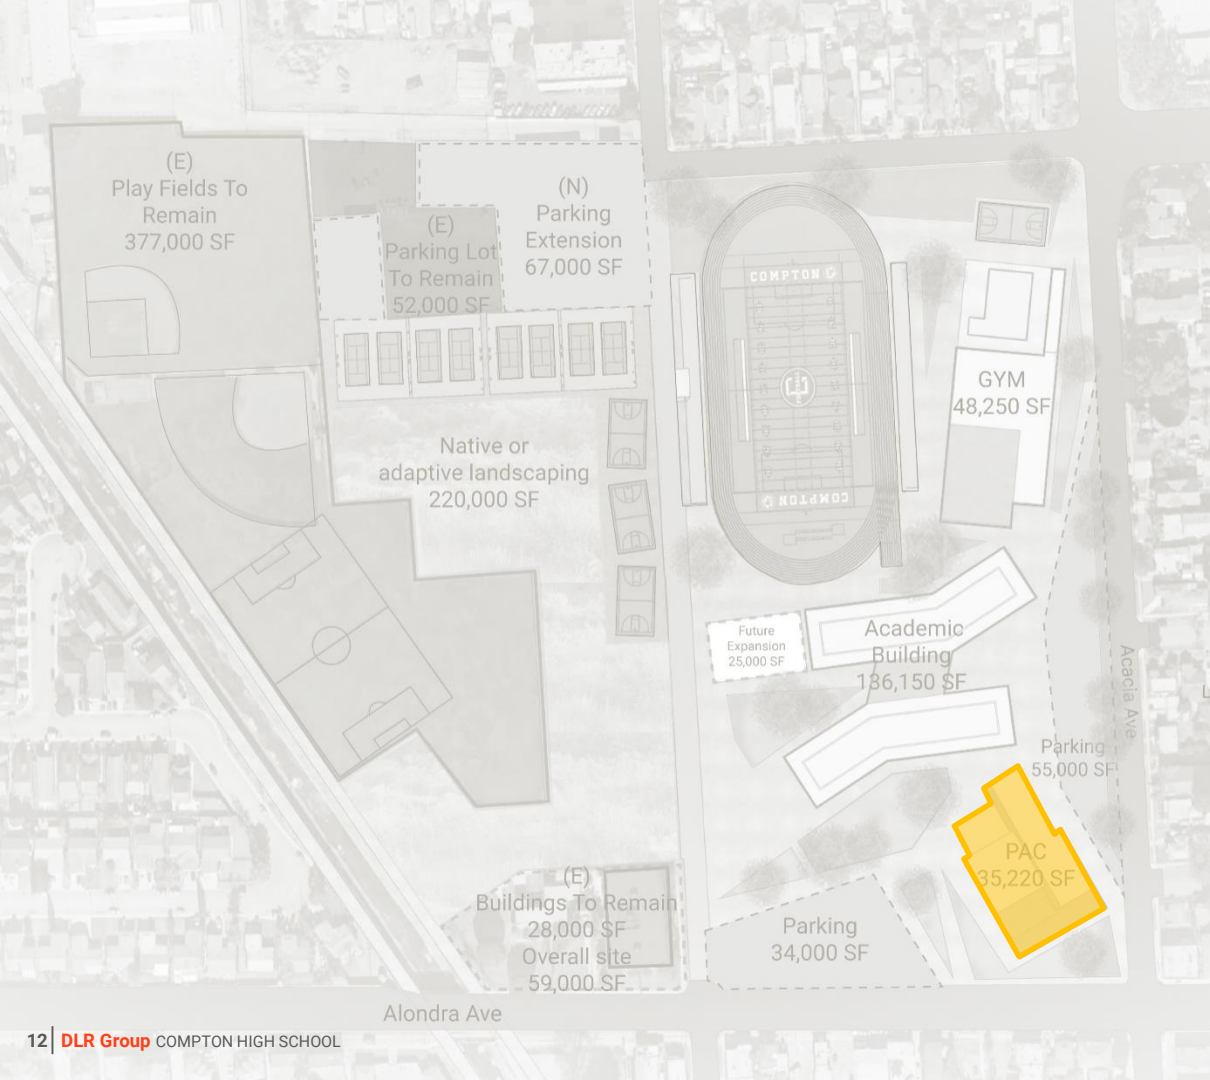 (E)
Play Fields To
Remain
377,000 SF
(E)
Parking Lot
To Remain
52,000 SF
(N)
Parking
Extension
67,000 SF
COMPTON
GYM
48,250 SF
Native or
adaptive landscaping
220,000 SF
COMPTON
Future
Expansion
25,000 SF
Academic
Building
136,150 SF
Acacia Ave
Parking
55,000 SF
PAC
35,220 SF
(E)
Buildings To Remain
28,000 SF
Overall site
59,000 SF
Parking
34,000 SF
Alondra Ave
12 DLR Group COMPTON HIGH SCHOOL